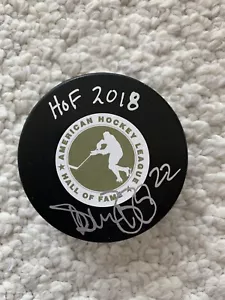 HOF 2018
AMERICAN HOCKEY LEAGUE
HALL OF FAME
22